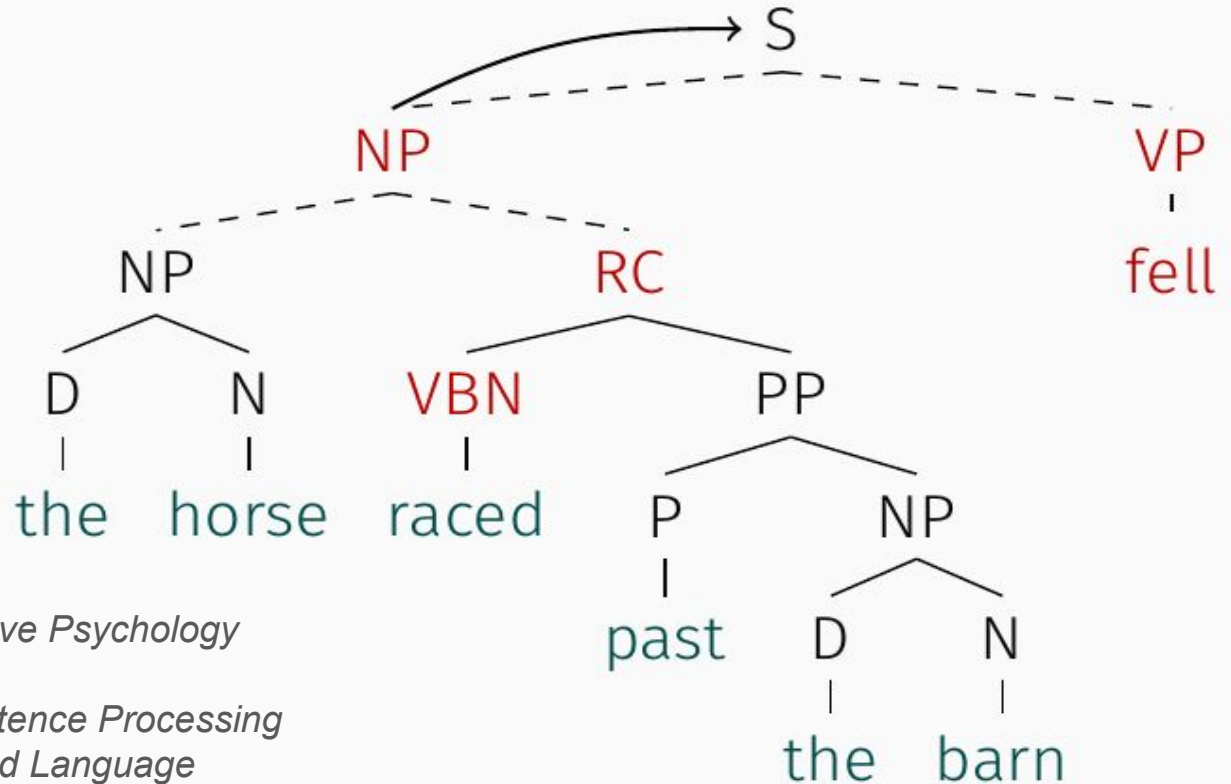 S
NP VP
NP RC fell
D N VBN PP
the horse raced P NP
ve Psychology past D N
tence Processing
d Language the barn